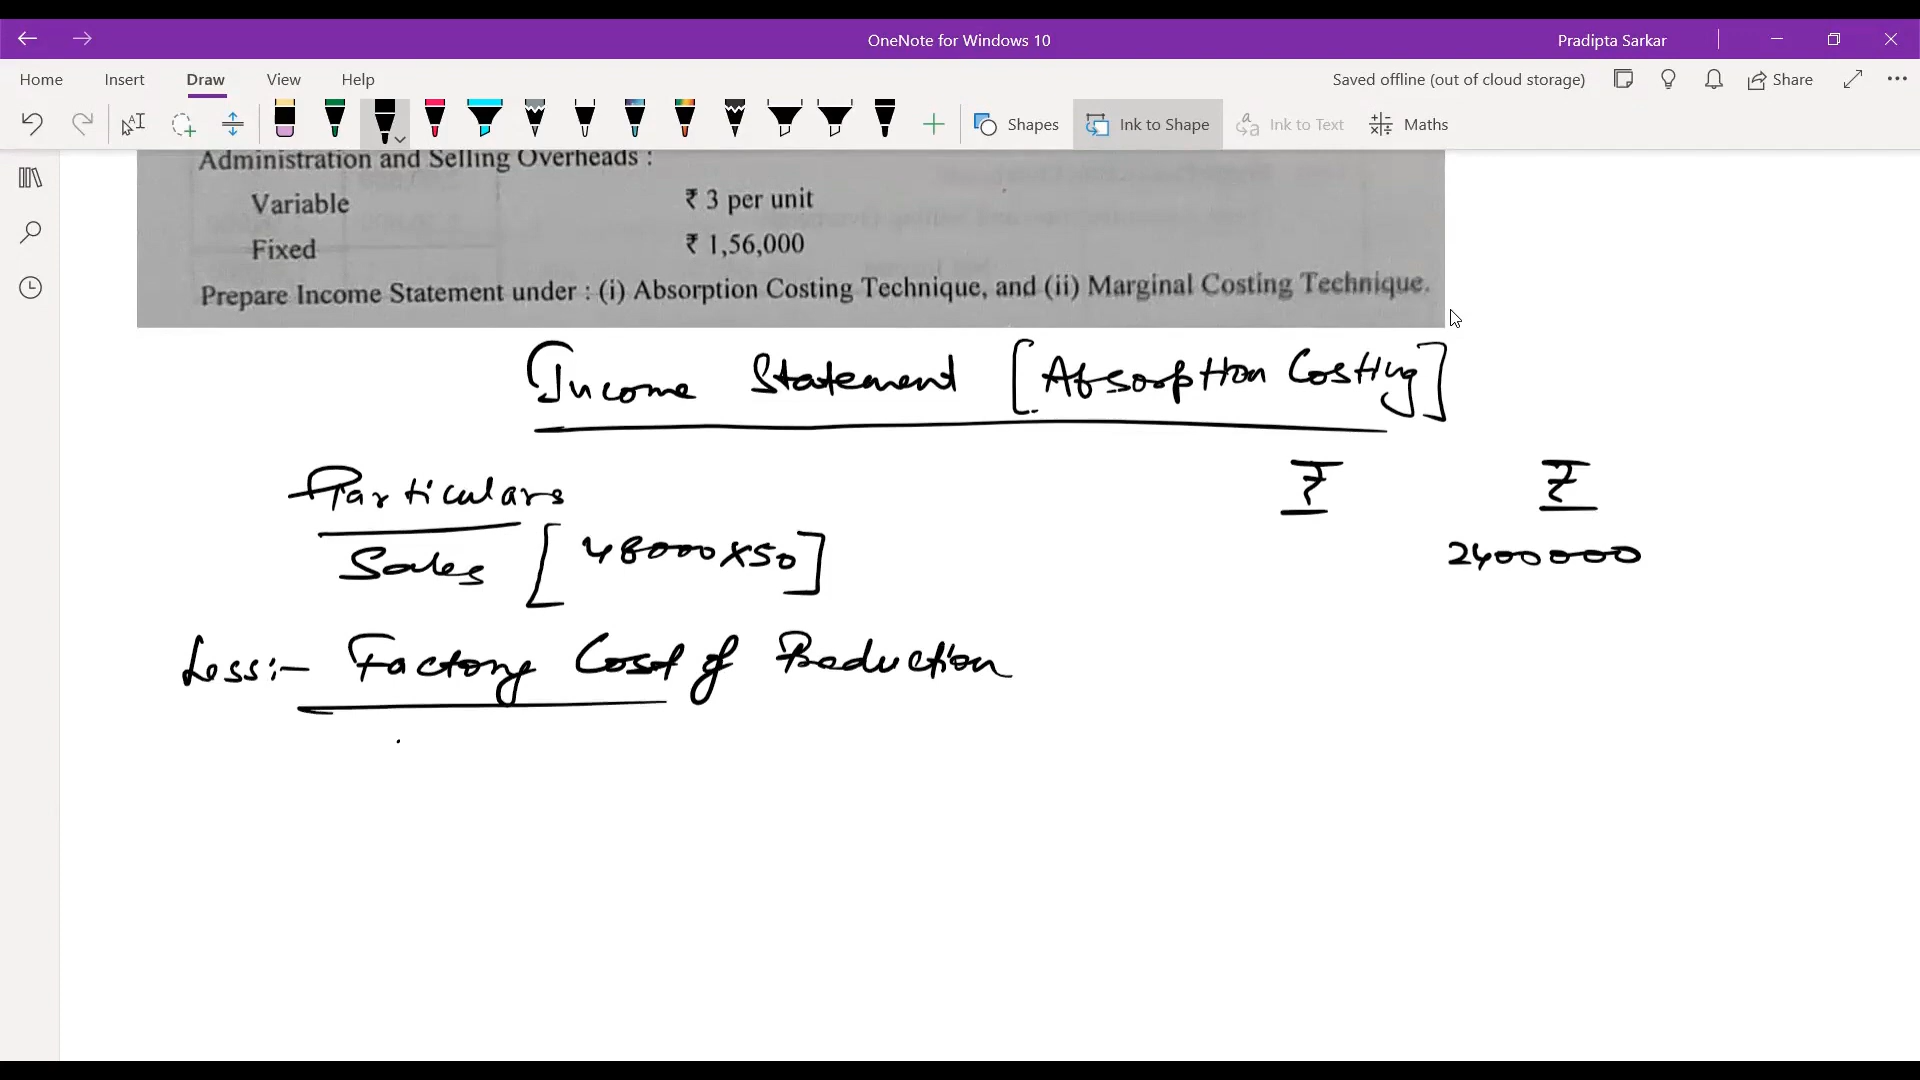 OneNote for Windows 10
Pradipta Sarkar
Home Insert Draw View Help
Saved offline (out of cloud storage)
Share
Shapes
Ink to Shape
Ink to Text
Maths
Administration and Selling Overheads :
Variable ₹ 3 per unit
Fixed ₹ 1,56,000
Prepare Income Statement under : (i) Absorption Costing Technique, and (ii) Marginal Costing Technique.
Income Statement [Absorption Costing]
Particulars ₹ ₹
Sales [48000x50] 2400000
Less:- Factory Cost of Production